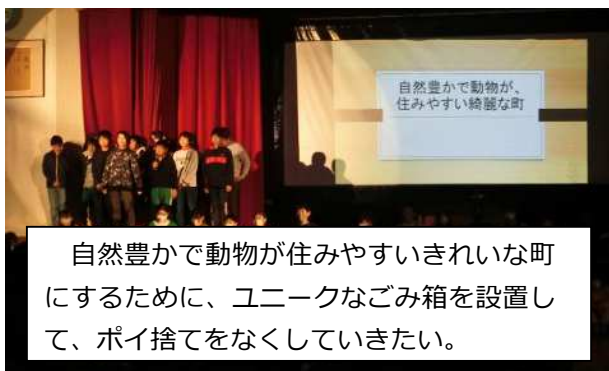 自然豊かで動物が、
住みやすい綺麗な町
自然豊かで動物が住みやすいきれいな町
にするために、ユニークなごみ箱を設置し
て、ポイ捨てをなくしていきたい。